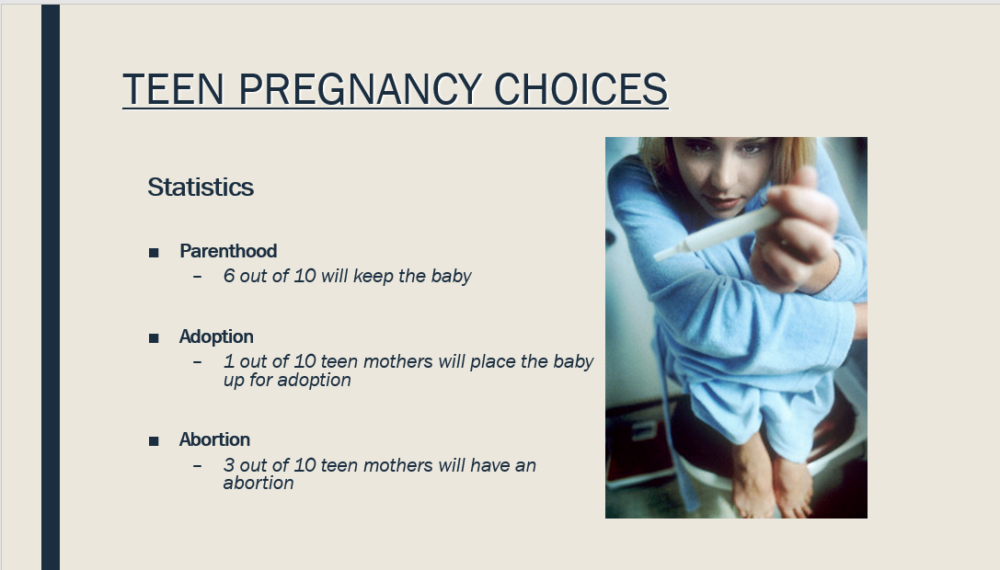 TEEN PREGNANCY CHOICES
Statistics
■ Parenthood
– 6 out of 10 will keep the baby
■ Adoption
– 1 out of 10 teen mothers will place the baby
up for adoption
■ Abortion
– 3 out of 10 teen mothers will have an
abortion